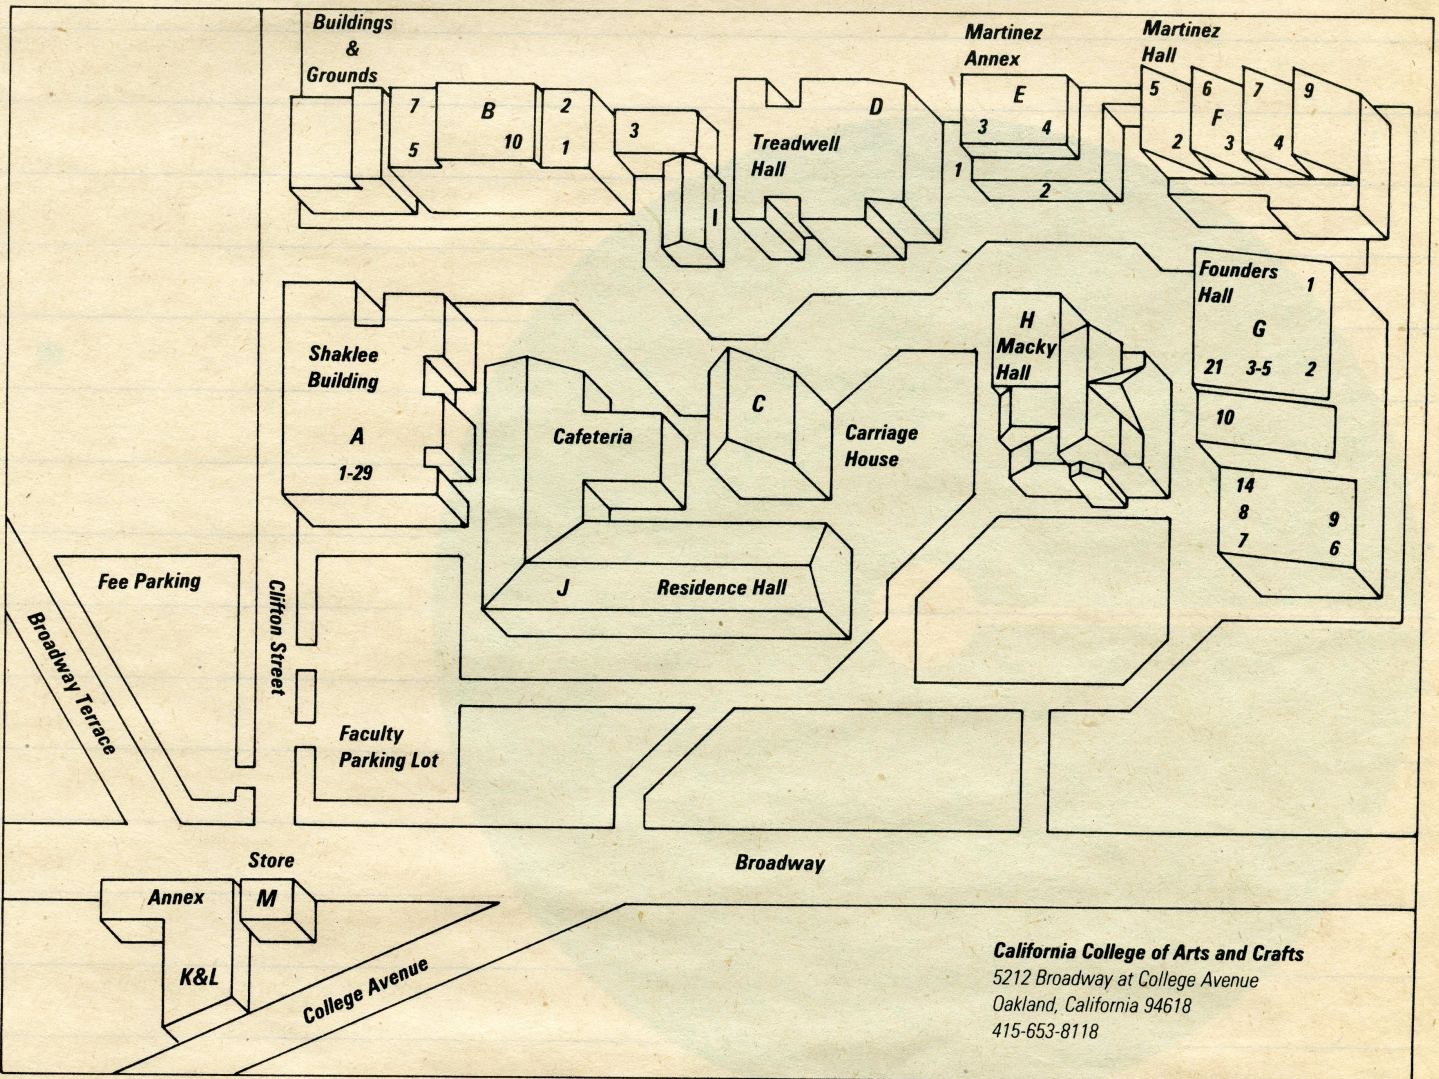 Buildings
&
Grounds
7
5
B
10
2
1
3
I
Treadwell
Hall
D
Martinez
Annex
E
3 4
1
2
Martinez
Hall
5 6 7 9
F
2 3 4
Shaklee
Building
A
1-29
Cafeteria
C
Carriage
House
H
Macky
Hall
Founders
Hall
1
G
21 3-5 2
10
14
8
7
9
6
J
Residence Hall
Fee Parking
Broadway Terrace
Clifton Street
Faculty
Parking Lot
Store
Annex
M
K&L
College Avenue
Broadway
California College of Arts and Crafts
5212 Broadway at College Avenue
Oakland, California 94618
415-653-8118